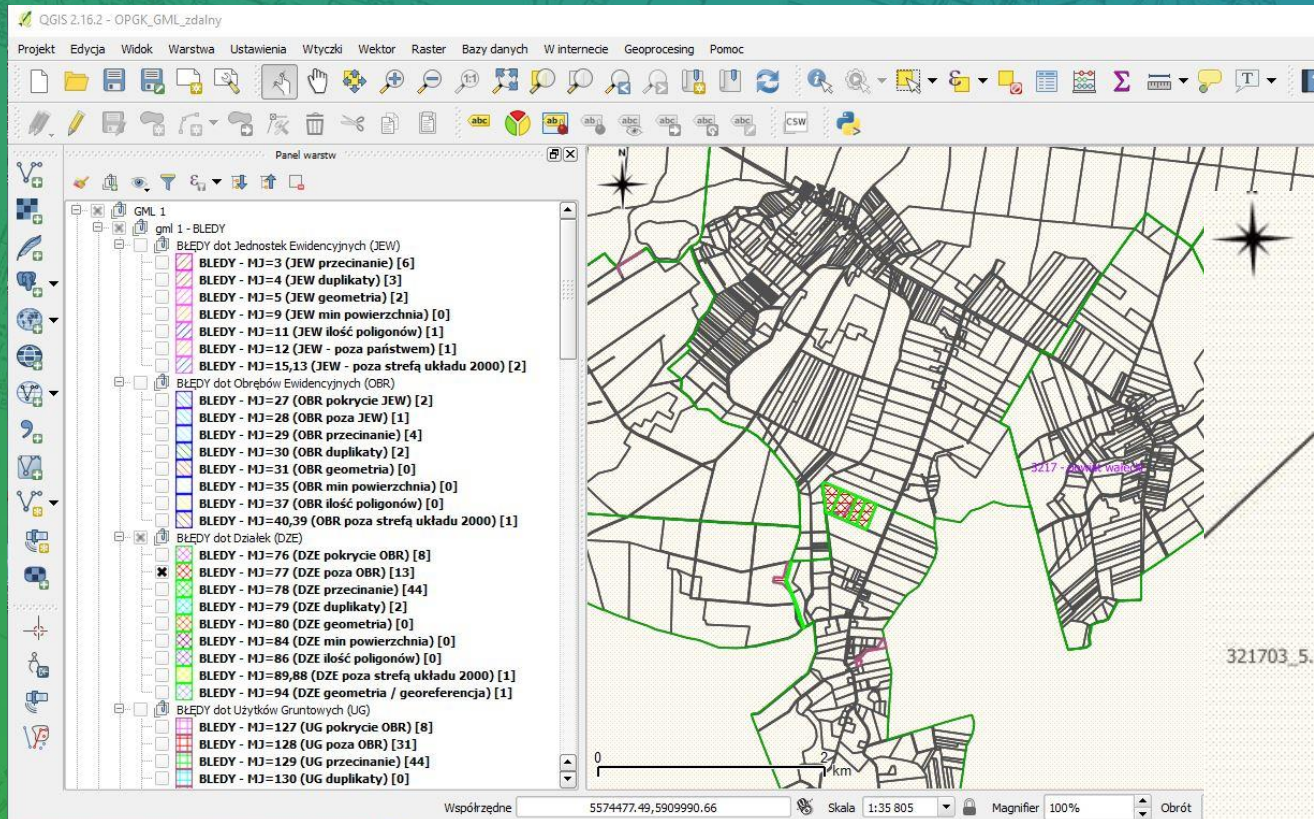 QGIS 2.16.2 - OPGK_GML_zdalny
Projekt Edycja Widok Warstwa Ustawienia Wtyczki Wektor Raster Bazy danych W internecie Geoprocesing Pomoc
Panel warstw
GML 1
gml 1 - BLEDY
BŁĘDY dot Jednostek Ewidencyjnych (JEW)
BLEDY - MJ=3 (JEW przecinanie) [6]
BLEDY - MJ=4 (JEW duplikaty) [3]
BLEDY - MJ=5 (JEW geometria) [2]
BLEDY - MJ=9 (JEW min powierzchnia) [0]
BLEDY - MJ=11 (JEW ilość poligonów) [1]
BLEDY - MJ=12 (JEW - poza państwem) [1]
BLEDY - MJ=15,13 (JEW - poza strefą układu 2000) [2]
BŁĘDY dot Obrębów Ewidencyjnych (OBR)
BLEDY - MJ=27 (OBR pokrycie JEW) [2]
BLEDY - MJ=28 (OBR poza JEW) [1]
BLEDY - MJ=29 (OBR przecinanie) [4]
BLEDY - MJ=30 (OBR duplikaty) [2]
BLEDY - MJ=31 (OBR geometria) [0]
BLEDY - MJ=35 (OBR min powierzchnia) [0]
BLEDY - MJ=37 (OBR ilość poligonów) [0]
BLEDY - MJ=40,39 (OBR poza strefą układu 2000) [1]
BŁĘDY dot Działek (DZE)
BLEDY - MJ=76 (DZE pokrycie OBR) [8]
BLEDY - MJ=77 (DZE poza OBR) [13]
BLEDY - MJ=78 (DZE przecinanie) [44]
BLEDY - MJ=79 (DZE duplikaty) [2]
BLEDY - MJ=80 (DZE geometria) [0]
BLEDY - MJ=84 (DZE min powierzchnia) [0]
BLEDY - MJ=86 (DZE ilość poligonów) [0]
BLEDY - MJ=89,88 (DZE poza strefą układu 2000) [1]
BLEDY - MJ=94 (DZE geometria / georeferencja) [1]
BŁĘDY dot Użytków Gruntowych (UG)
BLEDY - MJ=127 (UG pokrycie OBR) [8]
BLEDY - MJ=128 (UG poza OBR) [31]
BLEDY - MJ=129 (UG przecinanie) [44]
BLEDY - MJ=130 (UG duplikaty) [0]
N
3217 - powiat wałecki
321703_5.
0 2 km
Współrzędne 5574477.49,5909990.66 Skala 1:35 805 Magnifier 100% Obrót